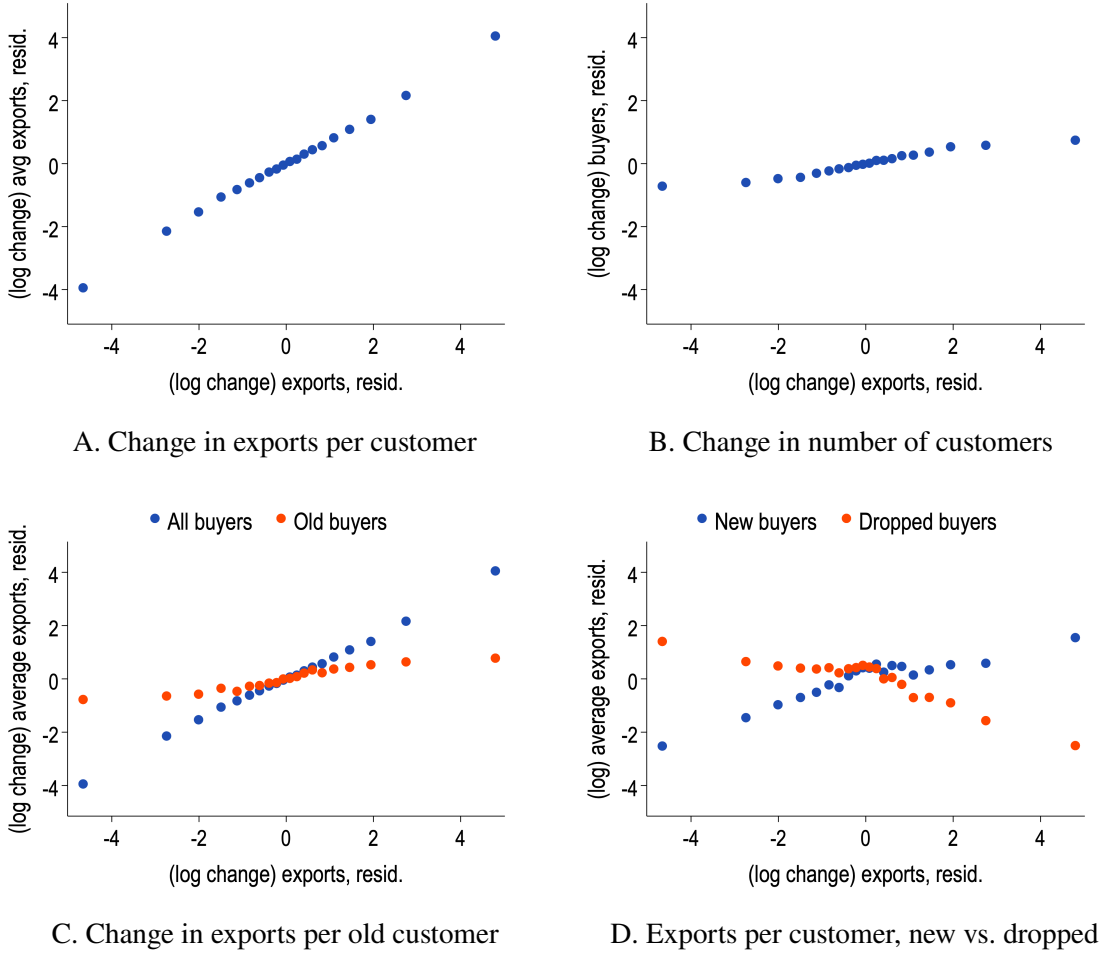 (log change) avg exports, resid.
4
2
0
-2
-4
-4 -2 0 2 4
(log change) exports, resid.
A. Change in exports per customer
(log change) buyers, resid.
4
2
0
-2
-4
-4 -2 0 2 4
(log change) exports, resid.
B. Change in number of customers
All buyers Old buyers
(log change) average exports, resid.
4
2
0
-2
-4
-4 -2 0 2 4
(log change) exports, resid.
C. Change in exports per old customer
New buyers Dropped buyers
(log) average exports, resid.
4
2
0
-2
-4
-4 -2 0 2 4
(log change) exports, resid.
D. Exports per customer, new vs. dropped